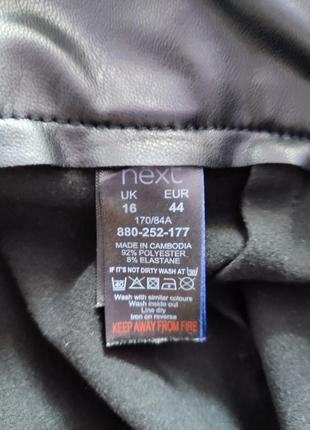 next
UK EUR
16 44
170/84A
880-252-177
MADE IN CAMBODIA
92% POLYESTER
8% ELASTANE
IF IT'S NOT DIRTY WASH AT 30
40
Wash with similar colours
Wash inside out
Line dry
Iron on reverse
KEEP AWAY FROM FIRE